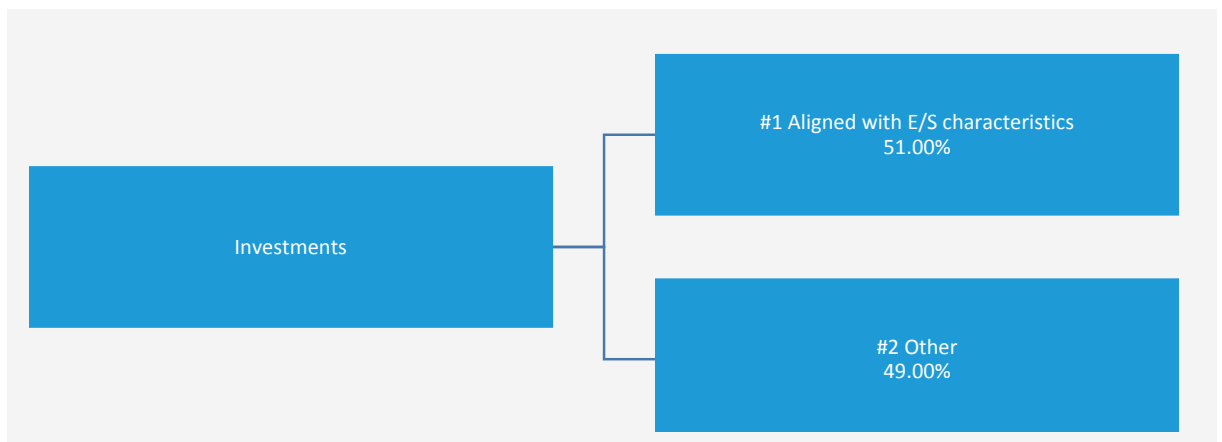 Investments
#1 Aligned with E/S characteristics
51.00%
#2 Other
49.00%